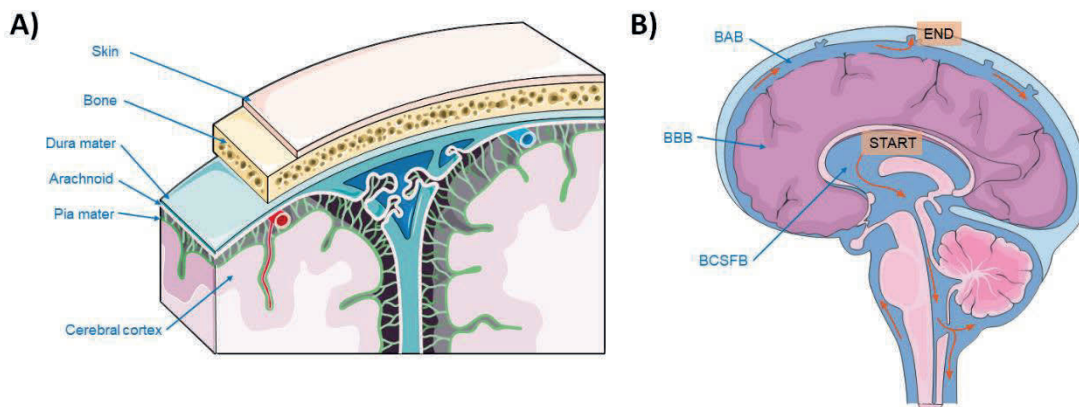 A)
Skin
Bone
Dura mater
Arachnoid
Pia mater
Cerebral cortex
B)
BAB
END
BBB
START
BCSFB